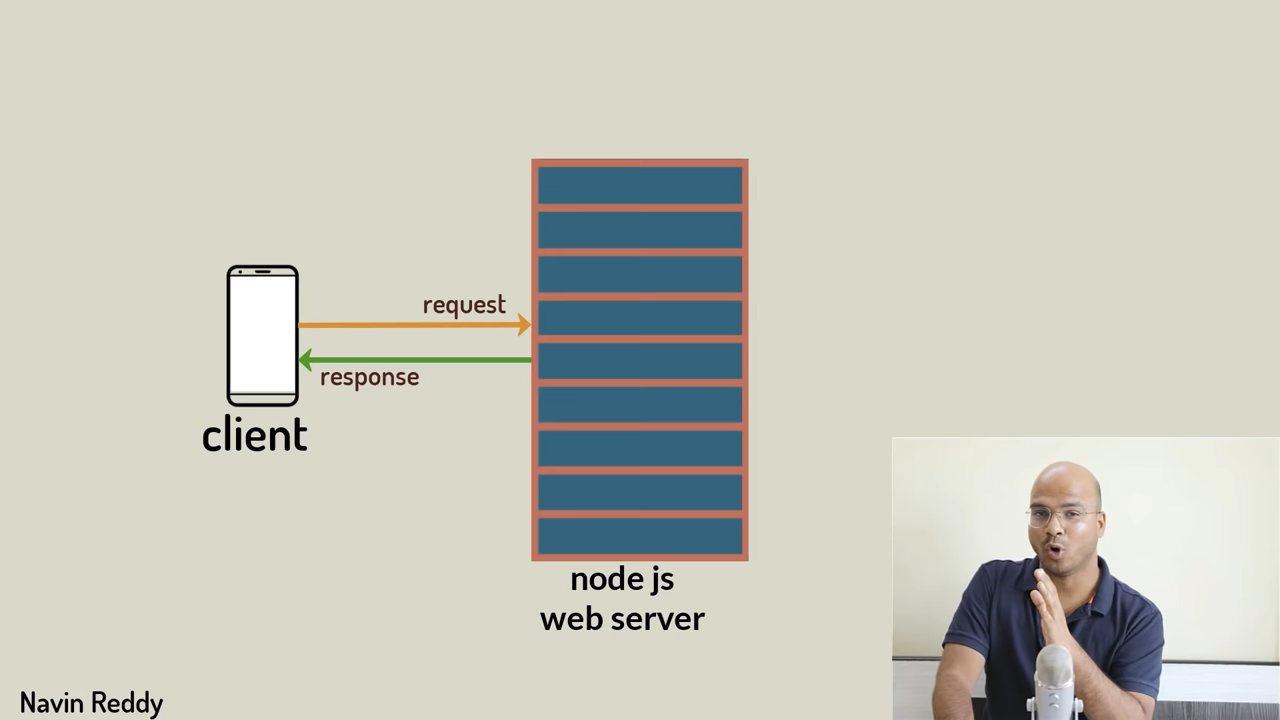 request
response
client
node js
web server
Navin Reddy